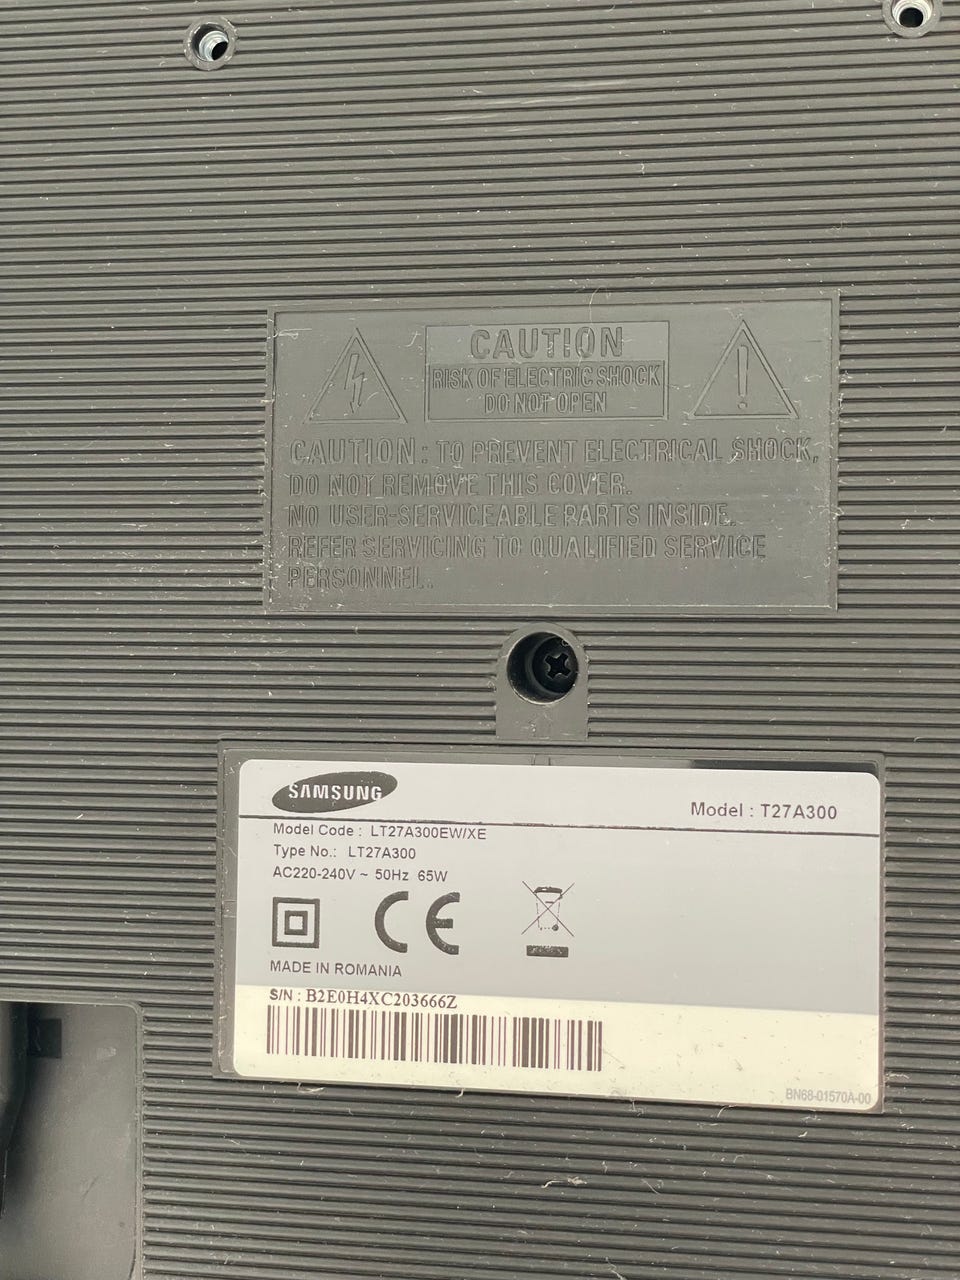 CAUTION
RISK OF ELECTRIC SHOCK
DO NOT OPEN
CAUTION : TO PREVENT ELECTRICAL SHOCK,
DO NOT REMOVE THIS COVER.
NO USER-SERVICEABLE PARTS INSIDE.
REFER SERVICING TO QUALIFIED SERVICE
PERSONNEL.
SAMSUNG
Model : T27A300
Model Code : LT27A300EW/XE
Type No.: LT27A300
AC220-240V ~ 50Hz 65W
CE
MADE IN ROMANIA
S/N : B2E0H4XC203666Z
BN68-01570A-00